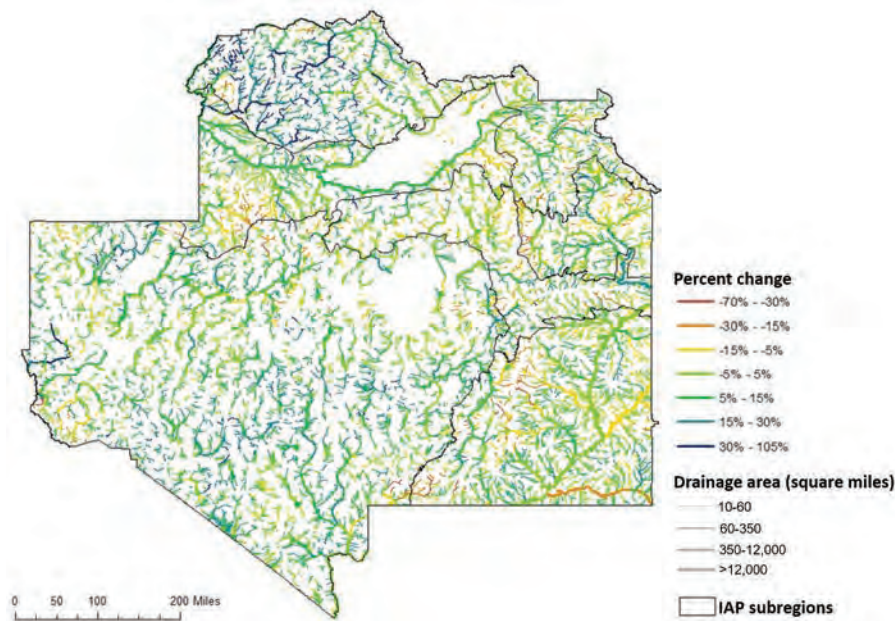 Percent change
-70% - -30%
-30% - -15%
-15% - -5%
-5% - 5%
5% - 15%
15% - 30%
30% - 105%
Drainage area (square miles)
10-60
60-350
350-12,000
>12,000
IAP subregions
0 50 100 200 Miles